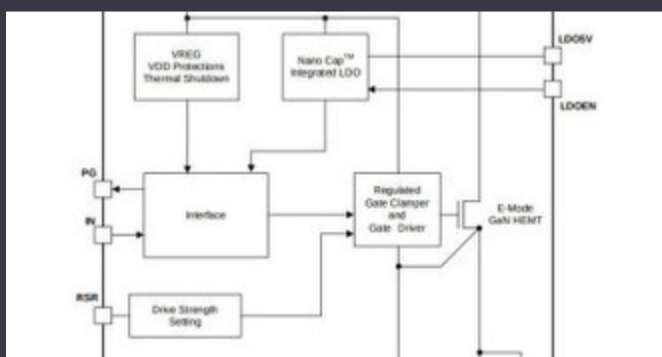 LDO5V
VREG
VDD Protections
Thermal Shutdown
Nano Cap™
Integrated LDO
LDOEN
PG
Regulated
Gate Clamper
and
Gate Driver
Interface
E-Mode
GaN HEMT
IN
RSR
Drive Strength
Setting